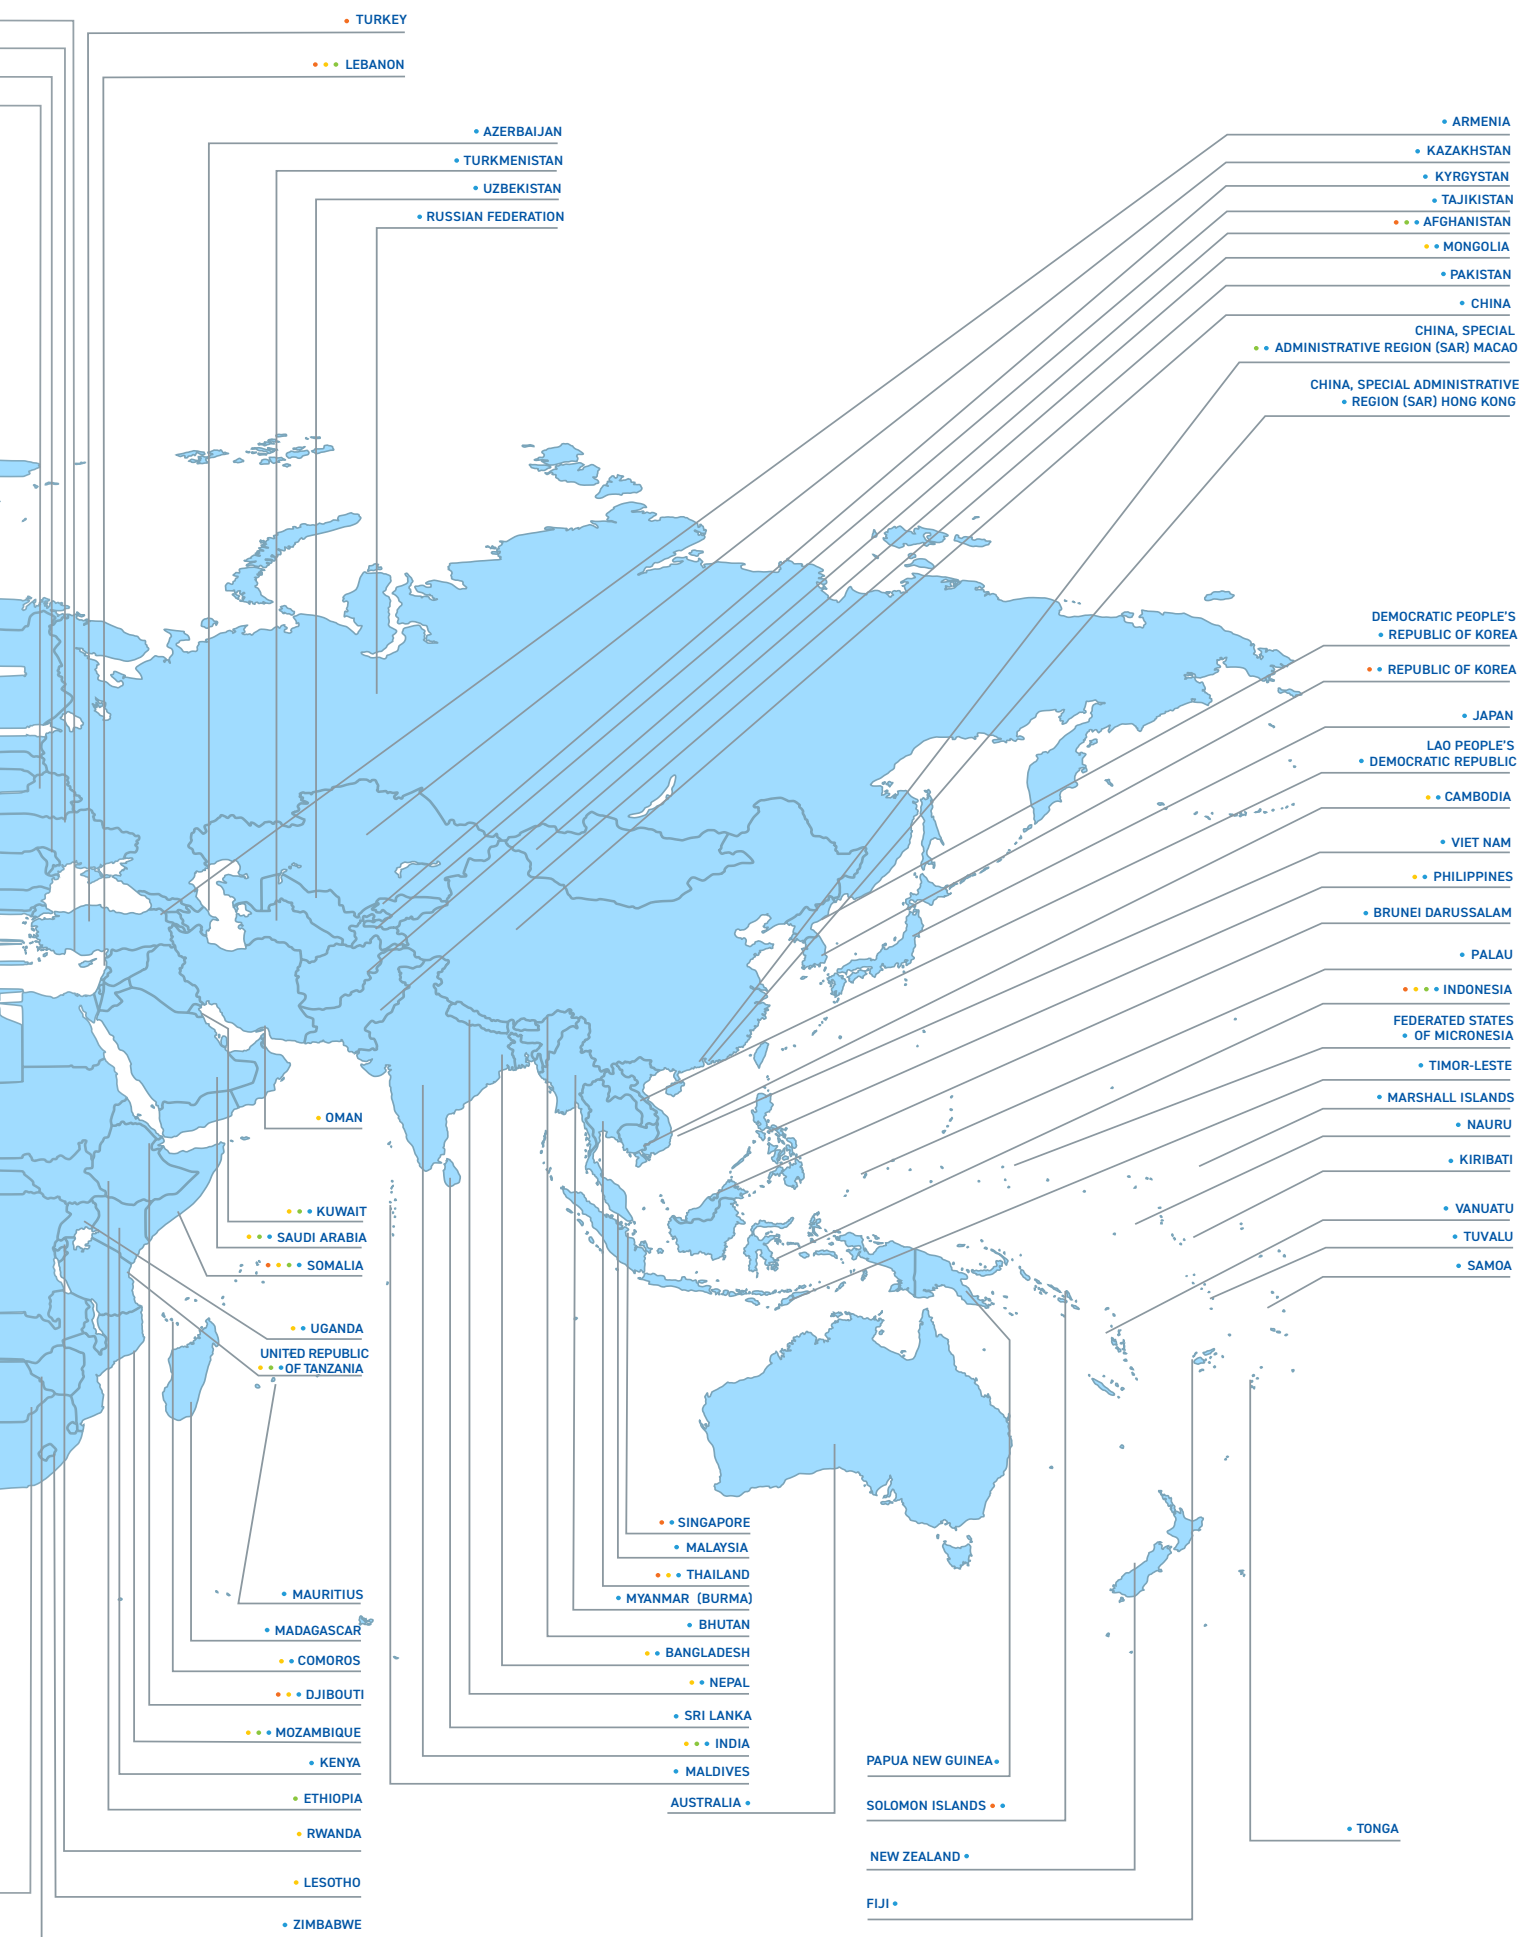 TURKEY
LEBANON
AZERBAIJAN
TURKMENISTAN
UZBEKISTAN
RUSSIAN FEDERATION
ARMENIA
KAZAKHSTAN
KYRGYSTAN
TAJIKISTAN
AFGHANISTAN
MONGOLIA
PAKISTAN
CHINA
CHINA, SPECIAL
ADMINISTRATIVE REGION (SAR) MACAO
CHINA, SPECIAL ADMINISTRATIVE
REGION (SAR) HONG KONG
DEMOCRATIC PEOPLE'S
REPUBLIC OF KOREA
REPUBLIC OF KOREA
JAPAN
LAO PEOPLE'S
DEMOCRATIC REPUBLIC
CAMBODIA
VIET NAM
PHILIPPINES
BRUNEI DARUSSALAM
PALAU
INDONESIA
FEDERATED STATES
OF MICRONESIA
TIMOR-LESTE
MARSHALL ISLANDS
NAURU
KIRIBATI
VANUATU
TUVALU
SAMOA
OMAN
KUWAIT
SAUDI ARABIA
SOMALIA
UGANDA
UNITED REPUBLIC
OF TANZANIA
MAURITIUS
MADAGASCAR
COMOROS
DJIBOUTI
MOZAMBIQUE
KENYA
ETHIOPIA
RWANDA
LESOTHO
ZIMBABWE
SINGAPORE
MALAYSIA
THAILAND
MYANMAR (BURMA)
BHUTAN
BANGLADESH
NEPAL
SRI LANKA
INDIA
MALDIVES
AUSTRALIA
PAPUA NEW GUINEA
SOLOMON ISLANDS
NEW ZEALAND
FIJI
TONGA